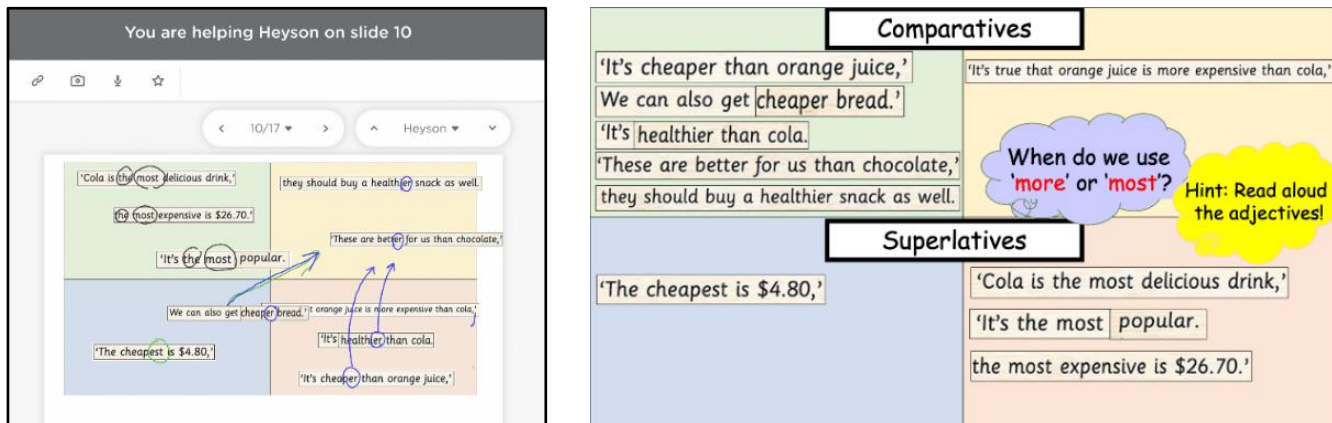 You are helping Heyson on slide 10
10/17
Heyson
'Cola is the most delicious drink,'
they should buy a healthier snack as well.
the most expensive is $26.70.'
'These are better for us than chocolate,'
'It's the most popular.
We can also get cheaper bread.'
t orange juice is more expensive than cola,'
'It's healthier than cola.
'The cheapest is $4.80,'
'It's cheaper than orange juice,'
Comparatives
'It's cheaper than orange juice,'
We can also get cheaper bread.'
'It's healthier than cola.
'These are better for us than chocolate,'
they should buy a healthier snack as well.
'It's true that orange juice is more expensive than cola,'
When do we use
'more' or 'most'?
Hint: Read aloud
the adjectives!
Superlatives
'The cheapest is $4.80,'
'Cola is the most delicious drink,'
'It's the most popular.
the most expensive is $26.70.'